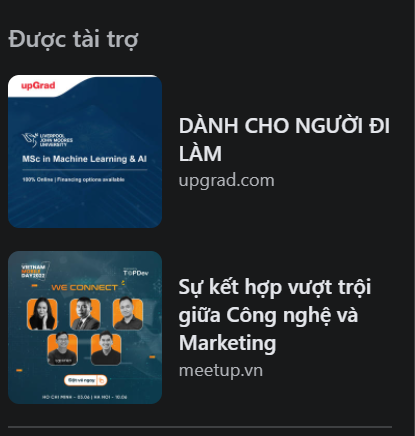 Được tài trợ
upGrad
LIVERPOOL
JOHN MOORES
UNIVERSITY
MSc in Machine Learning & AI
100% Online | Financing options available
DÀNH CHO NGƯỜI ĐI
LÀM
upgrad.com
VIETNAM
DAY2022
TOPDev
WE CONNECT
Sự kết hợp vượt trội
giữa Công nghệ và
Marketing
meetup.vn
HO CHI MINH - 03.06 | HA NOI - 10.06